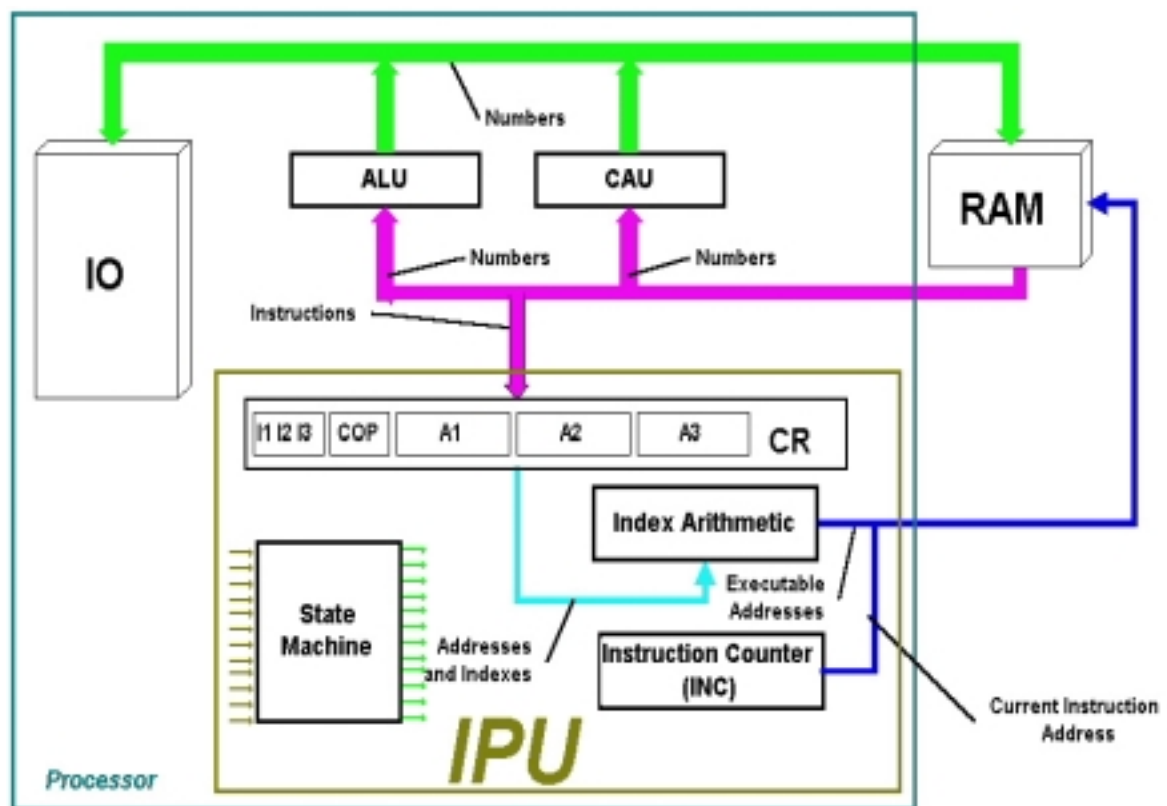 Numbers
ALU
CAU
RAM
IO
Numbers
Numbers
Instructions
I1 I2 I3
COP
A1
A2
A3
CR
Index Arithmetic
State
Machine
Executable
Addresses
Addresses
and Indexes
Instruction Counter
(INC)
Current Instruction
Address
IPU
Processor